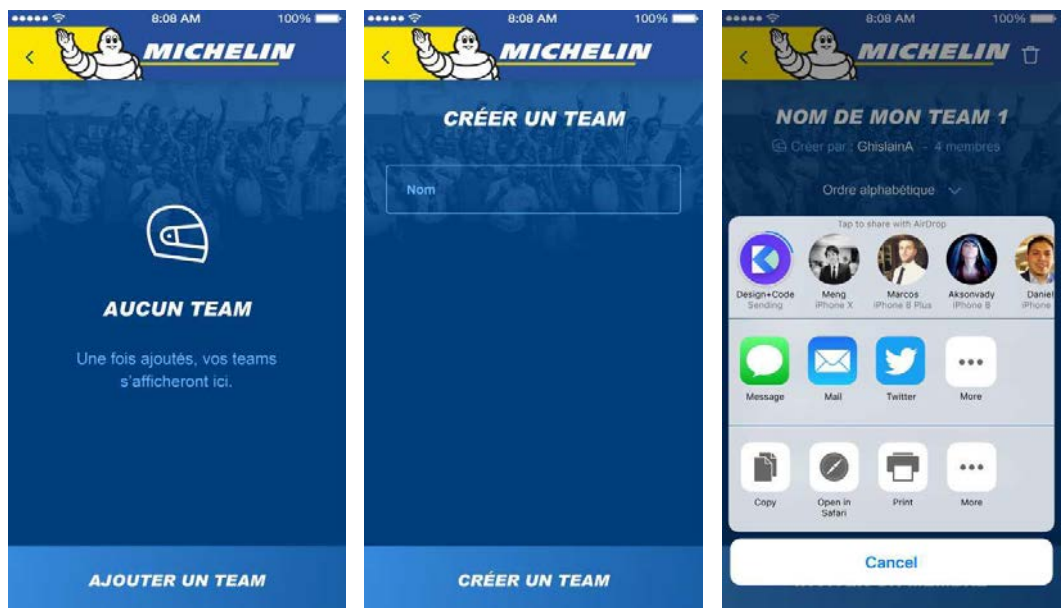 8:08 AM
100%
MICHELIN
AUCUN TEAM
Une fois ajoutés, vos teams
s'afficheront ici.
AJOUTER UN TEAM
8:08 AM
100%
MICHELIN
CRÉER UN TEAM
Nom
CRÉER UN TEAM
8:08 AM
100%
MICHELIN
NOM DE MON TEAM 1
Créer par : GhislainA - 4 membres
Ordre alphabétique
Tap to share with AirDrop
Design+Code Meng Marcos Aksonvady Daniel
Sending iPhone X iPhone 8 Plus iPhone 8 iPhone
Message Mail Twitter More
Copy Open in Print More
Safari
Cancel